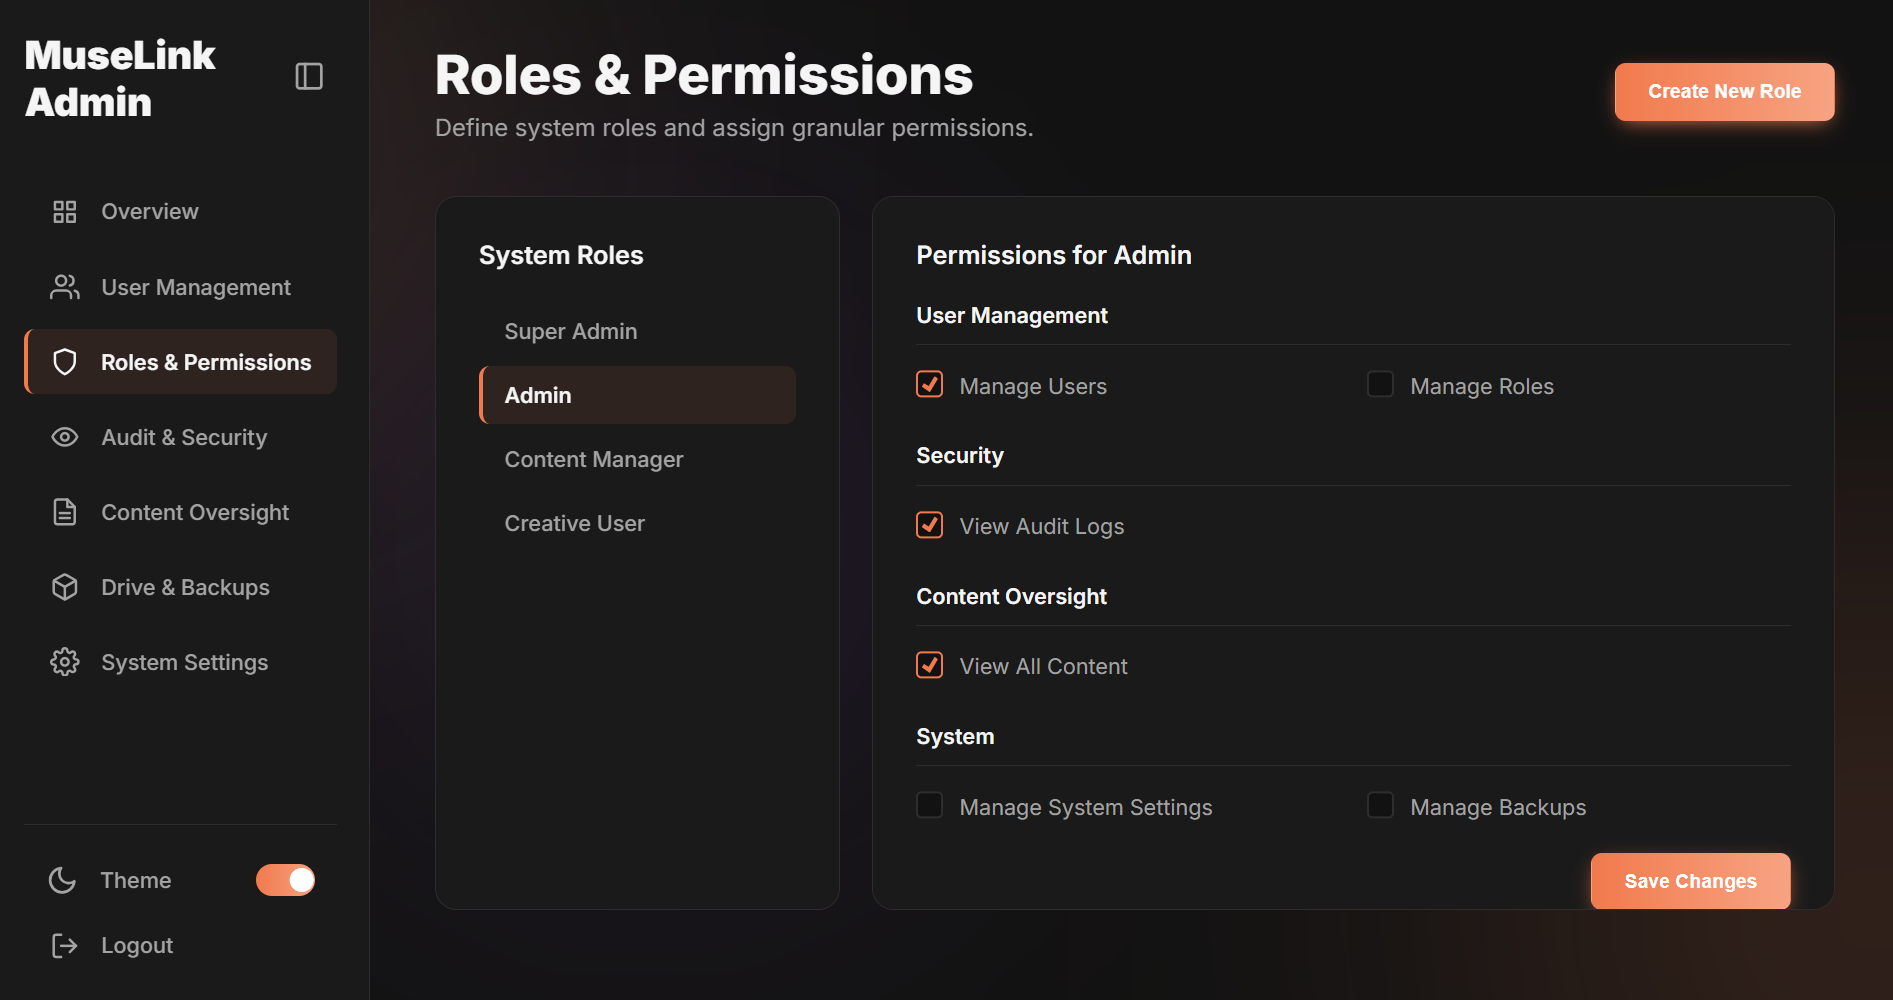 MuseLink
Admin
Overview
User Management
Roles & Permissions
Audit & Security
Content Oversight
Drive & Backups
System Settings
Theme
Logout
Roles & Permissions
Define system roles and assign granular permissions.
Create New Role
System Roles
Super Admin
Admin
Content Manager
Creative User
Permissions for Admin
User Management
Manage Users
Manage Roles
Security
View Audit Logs
Content Oversight
View All Content
System
Manage System Settings
Manage Backups
Save Changes